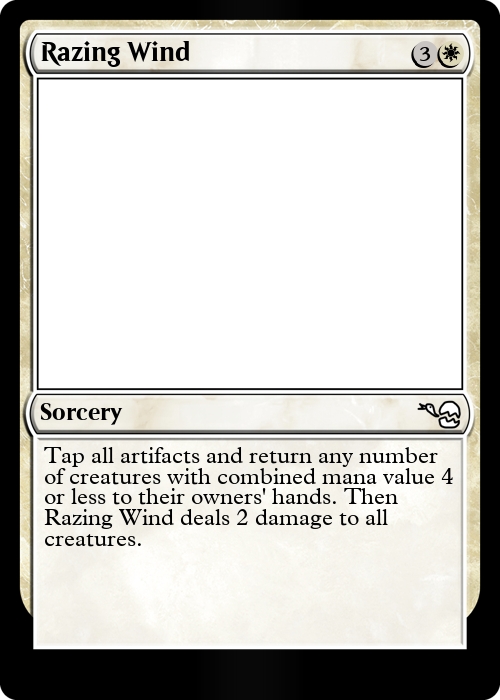 Razing Wind 3
Sorcery
Tap all artifacts and return any number
of creatures with combined mana value 4
or less to their owners' hands. Then
Razing Wind deals 2 damage to all
creatures.